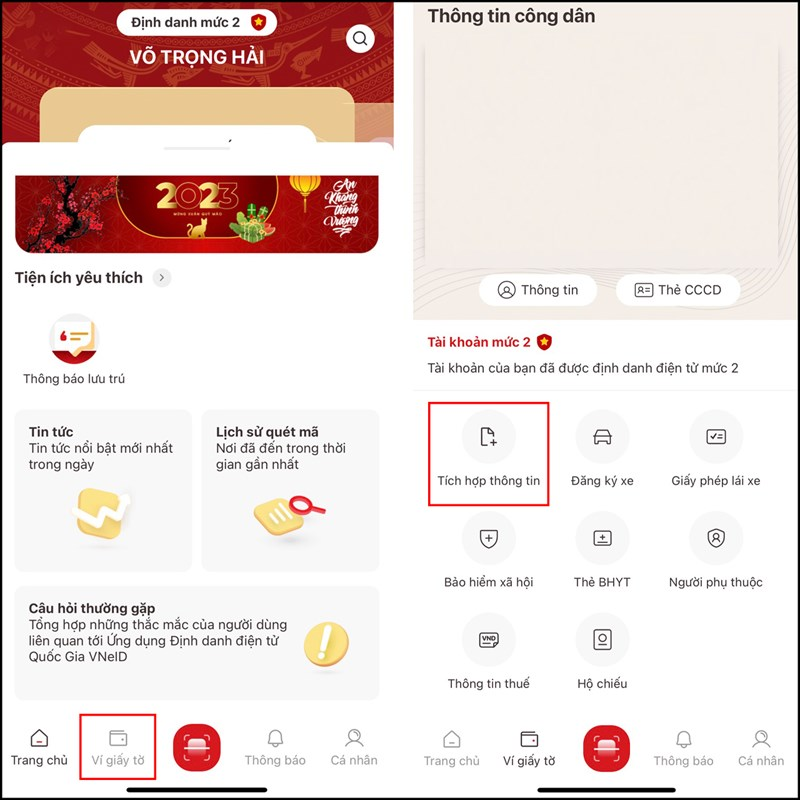 Định danh mức 2
VÕ TRỌNG HẢI
2023
MỪNG XUÂN QUÝ MÃO
An
Khang
thịnh
Vượng
Tiện ích yêu thích
Thông báo lưu trú
Tin tức
Tin tức nổi bật mới nhất
trong ngày
Lịch sử quét mã
Nơi đã đến trong thời
gian gần nhất
Câu hỏi thường gặp
Tổng hợp những thắc mắc của người dùng
liên quan tới Ứng dụng Định danh điện tử
Quốc Gia VNeID
Trang chủ
Ví giấy tờ
Thông báo
Cá nhân
Thông tin công dân
Thông tin
Thẻ CCCD
Tài khoản mức 2
Tài khoản của bạn đã được định danh điện tử mức 2
Tích hợp thông tin
Đăng ký xe
Giấy phép lái xe
Bảo hiểm xã hội
Thẻ BHYT
Người phụ thuộc
VND
Thông tin thuế
Hộ chiếu
Trang chủ
Ví giấy tờ
Thông báo
Cá nhân